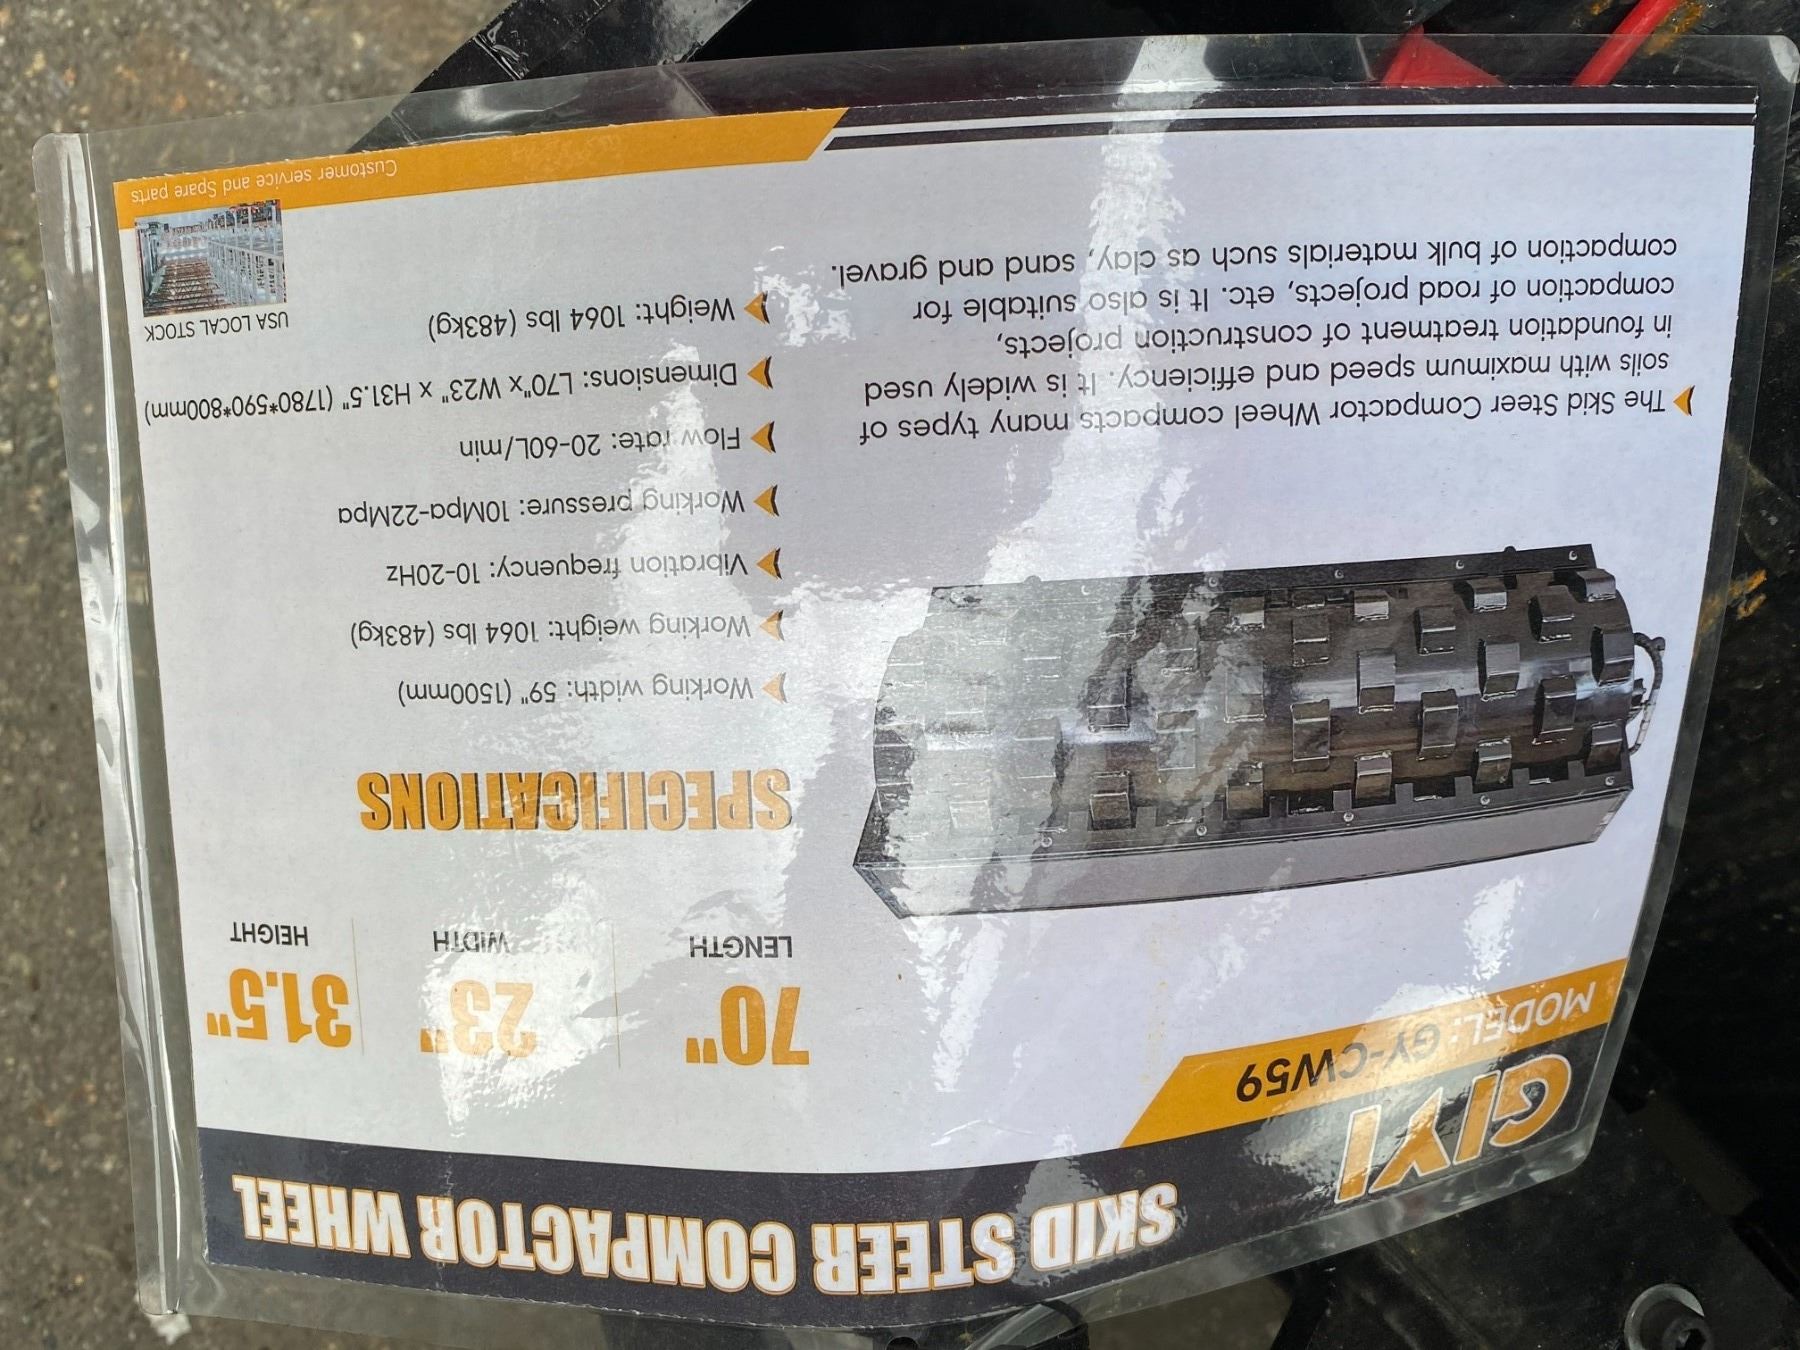 SKID STEER COMPACTOR WHEEL
GIYI
MODEL: GY-CW59
70"
LENGTH
23"
WIDTH
31.5"
HEIGHT
SPECIFICATIONS
Working width: 59" (1500mm)
Working weight: 1064 lbs (483kg)
Vibration frequency: 10-20Hz
Working pressure: 10Mpa-22Mpa
Flow rate: 20-60L/min
Dimensions: L70"x W23" x H31.5" (1780*590*800mm)
Weight: 1064 lbs (483kg)
The Skid Steer Compactor Wheel compacts many types of
soils with maximum speed and efficiency. It is widely used
in foundation treatment of construction projects,
compaction of road projects, etc. It is also suitable for
compaction of bulk materials such as clay, sand and gravel.
USA LOCAL STOCK
Customer service and Spare parts